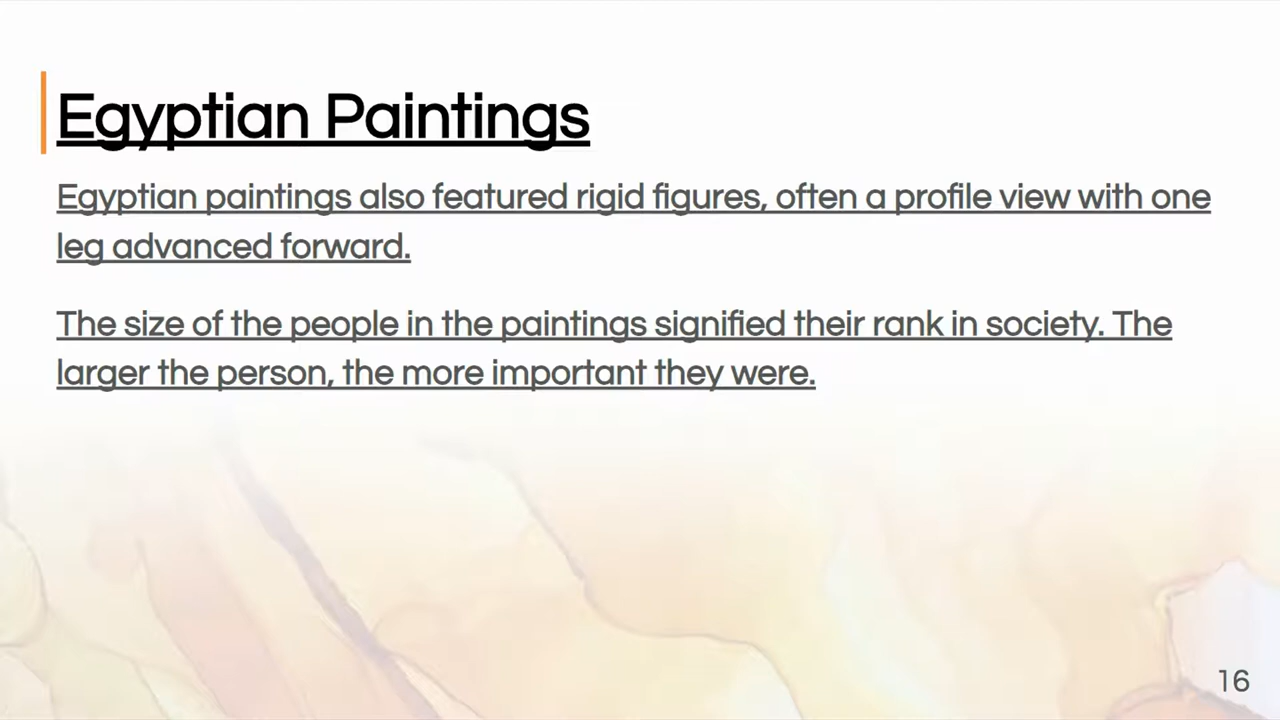 Egyptian Paintings
Egyptian paintings also featured rigid figures, often a profile view with one
leg advanced forward.
The size of the people in the paintings signified their rank in society. The
larger the person, the more important they were.
16